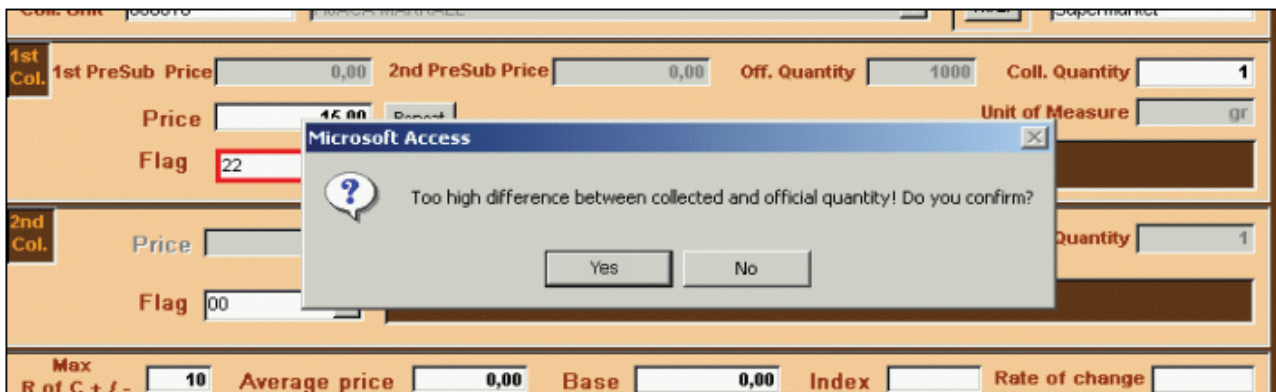 Coll. Unit
Supermarket
1st Col. 1st PreSub Price 0,00 2nd PreSub Price 0,00 Off. Quantity 1000 Coll. Quantity 1
Price 15,00 Repeat Unit of Measure gr
Flag 22
Microsoft Access
Too high difference between collected and official quantity! Do you confirm?
Yes No
2nd Col. Price Quantity 1
Flag 00
Max
R of C + / - 10 Average price 0,00 Base 0,00 Index Rate of change